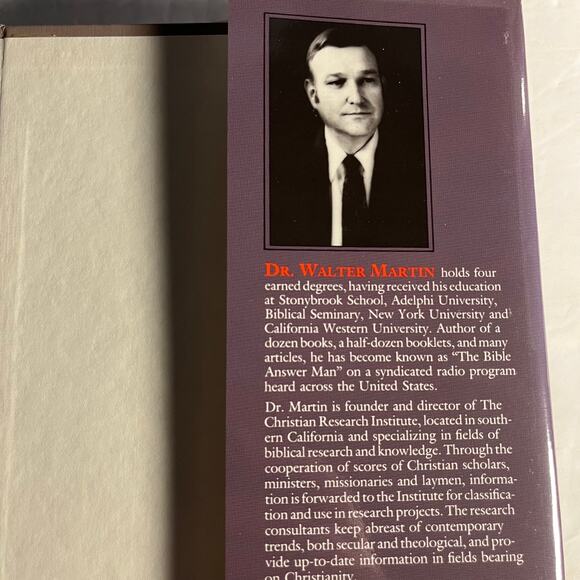 DR. WALTER MARTIN holds four
earned degrees, having received his education
at Stonybrook School, Adelphi University,
Biblical Seminary, New York University and
California Western University. Author of a
dozen books, a half-dozen booklets, and many
articles, he has become known as “The Bible
Answer Man” on a syndicated radio program
heard across the United States.
Dr. Martin is founder and director of The
Christian Research Institute, located in south-
ern California and specializing in fields of
biblical research and knowledge. Through the
cooperation of scores of Christian scholars,
ministers, missionaries and laymen, informa-
tion is forwarded to the Institute for classifica-
tion and use in research projects. The research
consultants keep abreast of contemporary
trends, both secular and theological, and pro-
vide up-to-date information in fields bearing
on Christianity.